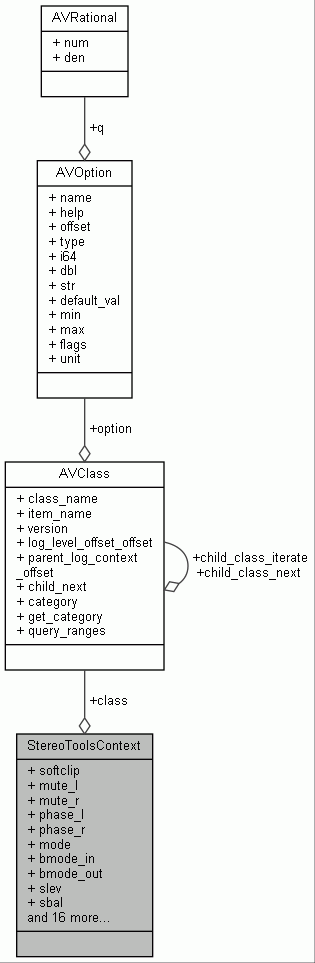 AVRational
+ num
+ den
+q
AVOption
+ name
+ help
+ offset
+ type
+ i64
+ dbl
+ str
+ default_val
+ min
+ max
+ flags
+ unit
+option
AVClass
+ class_name
+ item_name
+ version
+ log_level_offset_offset
+ parent_log_context
_offset
+ child_next
+ category
+ get_category
+ query_ranges
+child_class_iterate
+child_class_next
+class
StereoToolsContext
+ softclip
+ mute_l
+ mute_r
+ phase_l
+ phase_r
+ mode
+ bmode_in
+ bmode_out
+ slev
+ sbal
and 16 more...